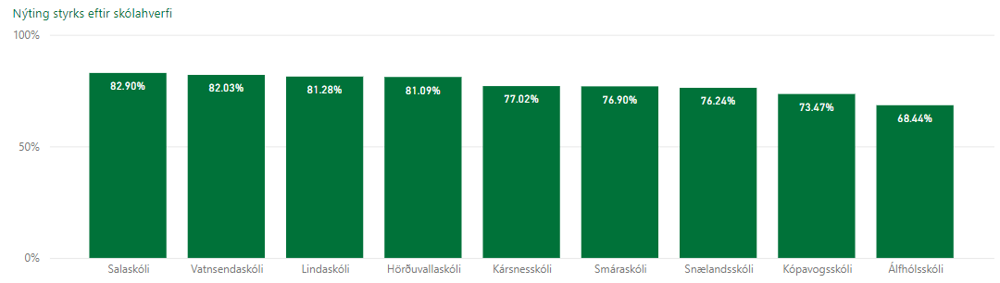 Nýting styrks eftir skólahverfi
100%
50%
0%
82.90% 82.03% 81.28% 81.09% 77.02% 76.90% 76.24% 73.47% 68.44%
Salaskóli Vatnsendaskóli Lindaskóli Hörðuvallaskóli Kársnesskóli Smáraskóli Snælandsskóli Kópavogsskóli Álfhólsskóli